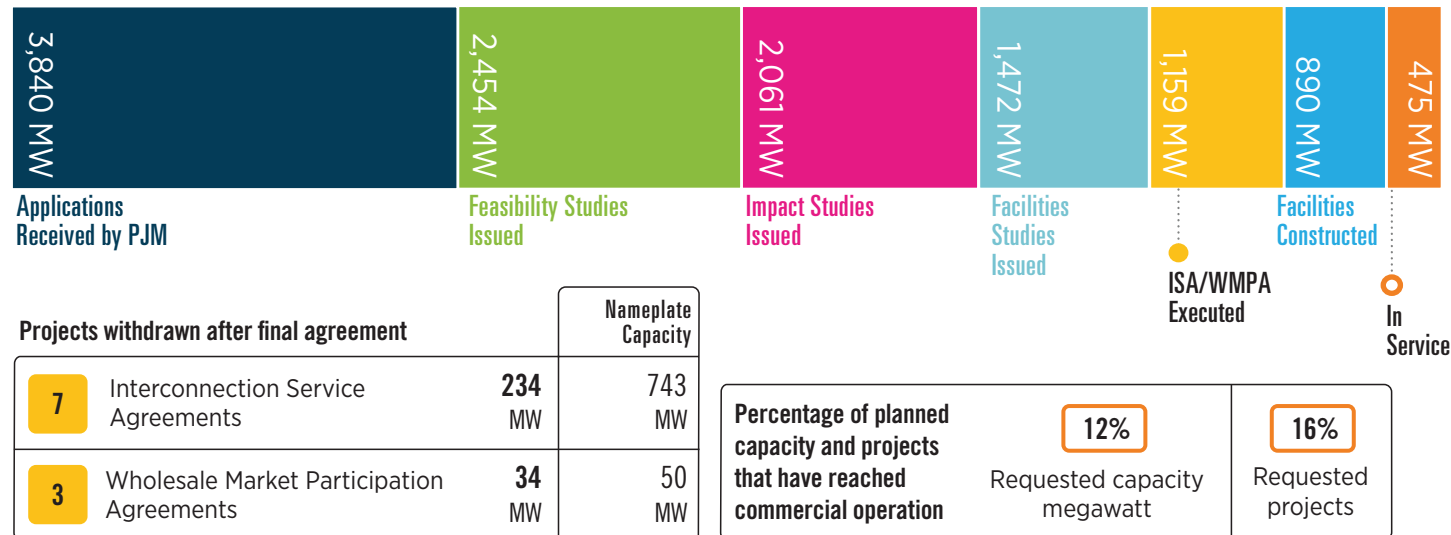 3,840 MW
2,454 MW
2,061 MW
1,472 MW
1,159 MW
890 MW
475 MW
Applications
Received by PJM
Feasibility Studies
Issued
Impact Studies
Issued
Facilities
Studies
Issued
ISA/WMPA
Executed
Facilities
Constructed
In
Service
Projects withdrawn after final agreement
Nameplate
Capacity
7
Interconnection Service
Agreements
234
MW
743
MW
3
Wholesale Market Participation
Agreements
34
MW
50
MW
Percentage of planned
capacity and projects
that have reached
commercial operation
12%
Requested capacity
megawatt
16%
Requested
projects